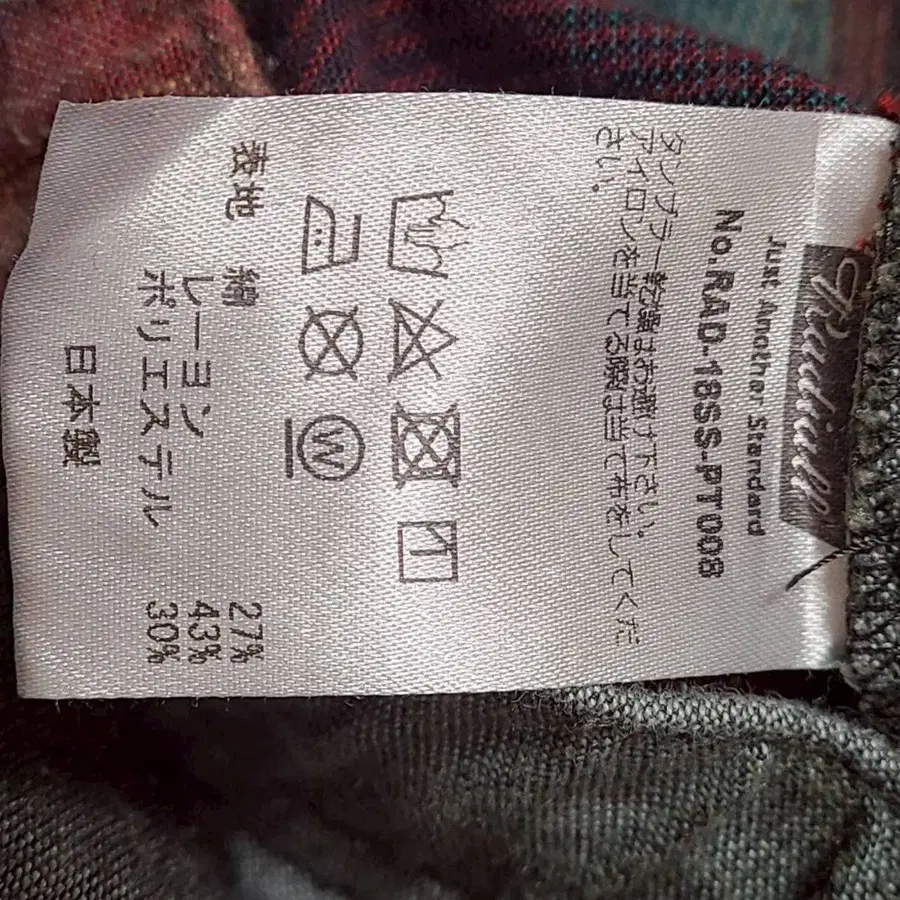 Radiall
Just Another Standard
No.RAD-18SS-PT008
タンブラー乾燥はお避け下さい。
アイロンを当てる際は当て布をしてくだ
さい。
W
表地 綿 27%
レーヨン 43%
ポリエステル 30%
日本製